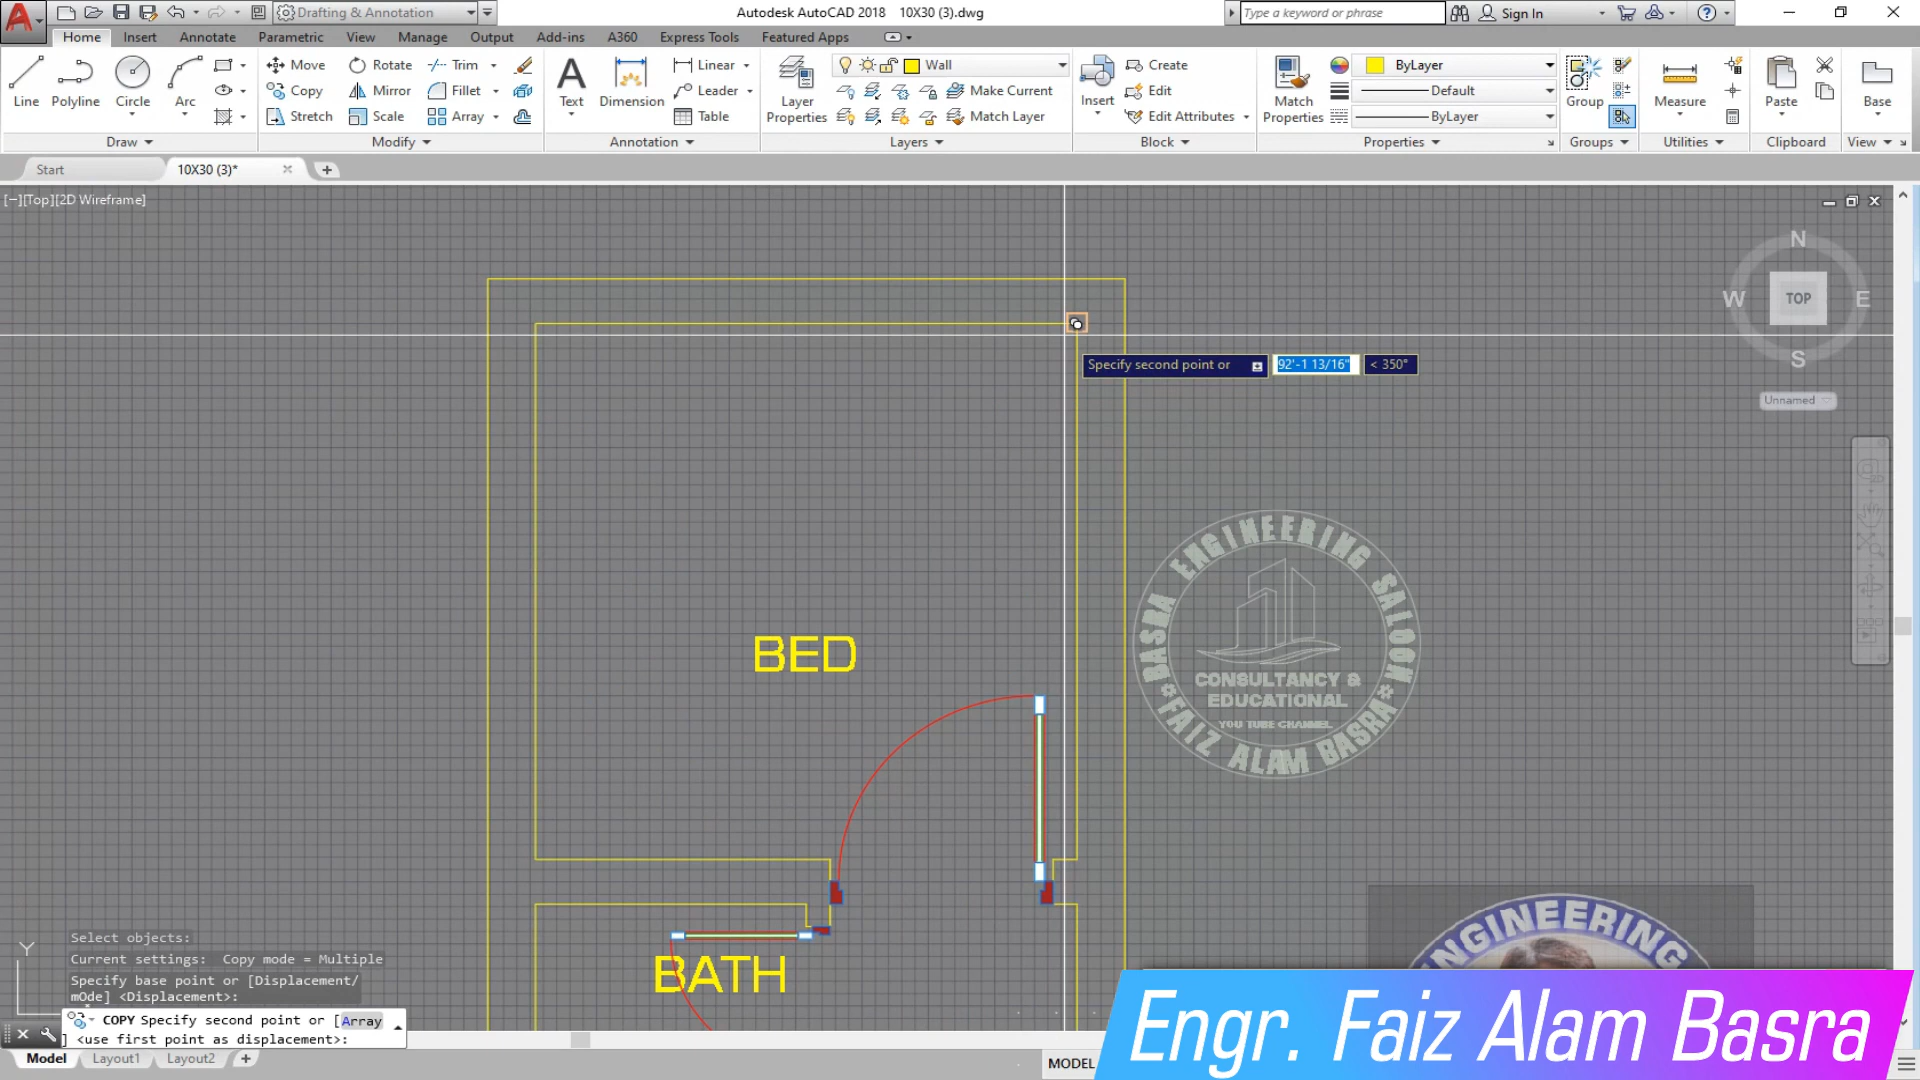 Drafting & Annotation
Autodesk AutoCAD 2018 10X30 (3).dwg
Type a keyword or phrase
Sign In
Home Insert Annotate Parametric View Manage Output Add-ins A360 Express Tools Featured Apps
Line Polyline Circle Arc
Move Rotate Trim
Copy Mirror Fillet
Stretch Scale Array
Text Dimension
Linear
Leader
Table
Layer Properties
Wall
Make Current
Match Layer
Insert
Create
Edit
Edit Attributes
Match Properties
ByLayer
Default
ByLayer
Group
Measure
Paste
Base
Draw Modify Annotation Layers Block Properties Groups Utilities Clipboard View
Start 10X30 (3)*
[−][Top][2D Wireframe]
N
W TOP E
S
Unnamed
Specify second point or 92'-1 13/16" < 350°
BED
BATH
BASRA ENGINEERING SALOON
CONSULTANCY &
EDUCATIONAL
YOU TUBE CHANNEL
FAIZ ALAM BASRA
ENGINEERING
Y
Select objects:
Current settings: Copy mode = Multiple
Specify base point or [Displacement/
mOde] <Displacement>:
COPY Specify second point or [Array
] <use first point as displacement>:
Model Layout1 Layout2
MODEL
Engr. Faiz Alam Basra